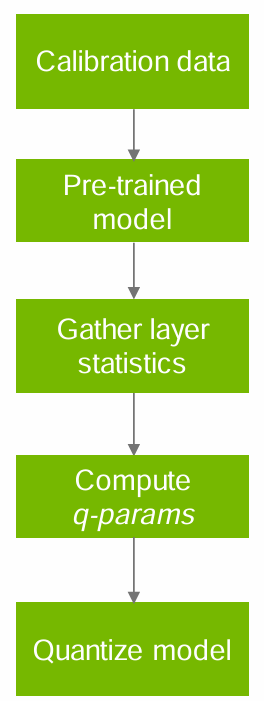 Calibration data
Pre-trained
model
Gather layer
statistics
Compute
q-params
Quantize model